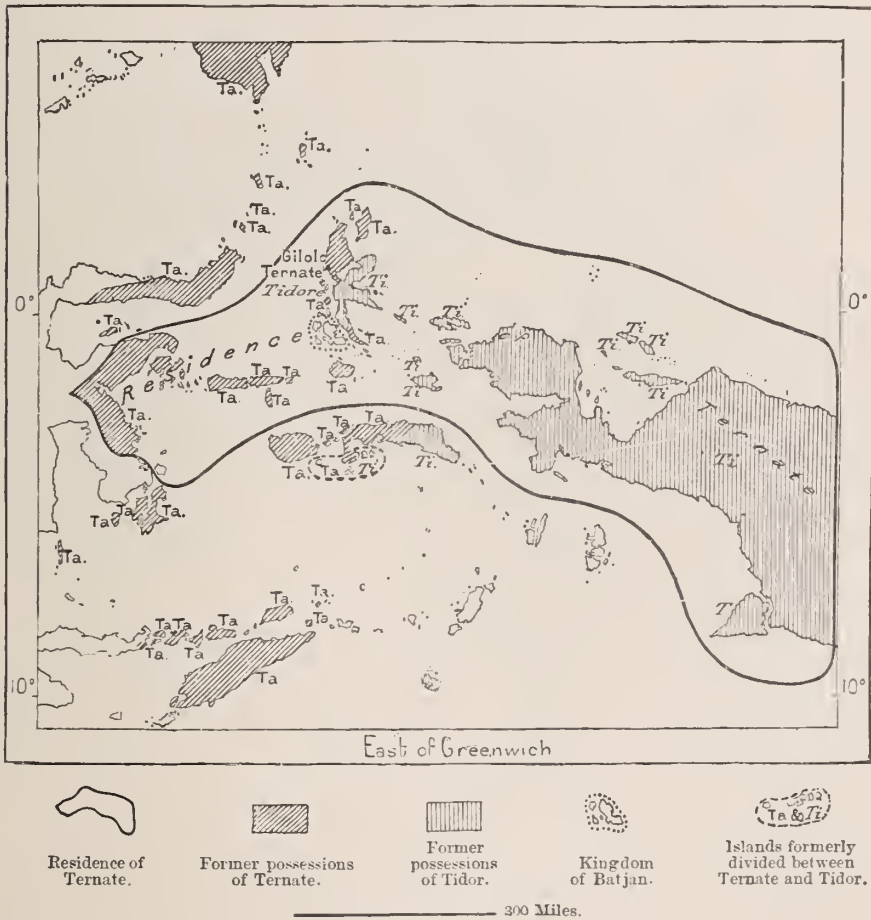 Ta.
Ta.
Ta.
Ta.
Ta.
Ta
Ta.
Ta.
Gilolo
Ternate
Tidore
Ti
Ta
Ta
Ta.
0°
0°
Residence
Ternate
Ti
Ti
Ti
Ti
Ti
Ti
Ti
Ta.
Ta.
Ta
Ta
Ta
Ta.
Ta
Ta.
Ta.
Ta & Ti
Ti.
Ti
Ta
Ta
Ta.
Ta.
Ta
Ta
Ta
Ta.
Ta.
Ta.
Ta.
Ta.
Ta
T
10°
10°
East of Greenwich
Ta & Ti
Residence of
Ternate.
Former possessions
of Ternate.
Former
possessions
of Tidor.
Kingdom
of Batjan.
Islands formerly
divided between
Ternate and Tidor.
300 Miles.